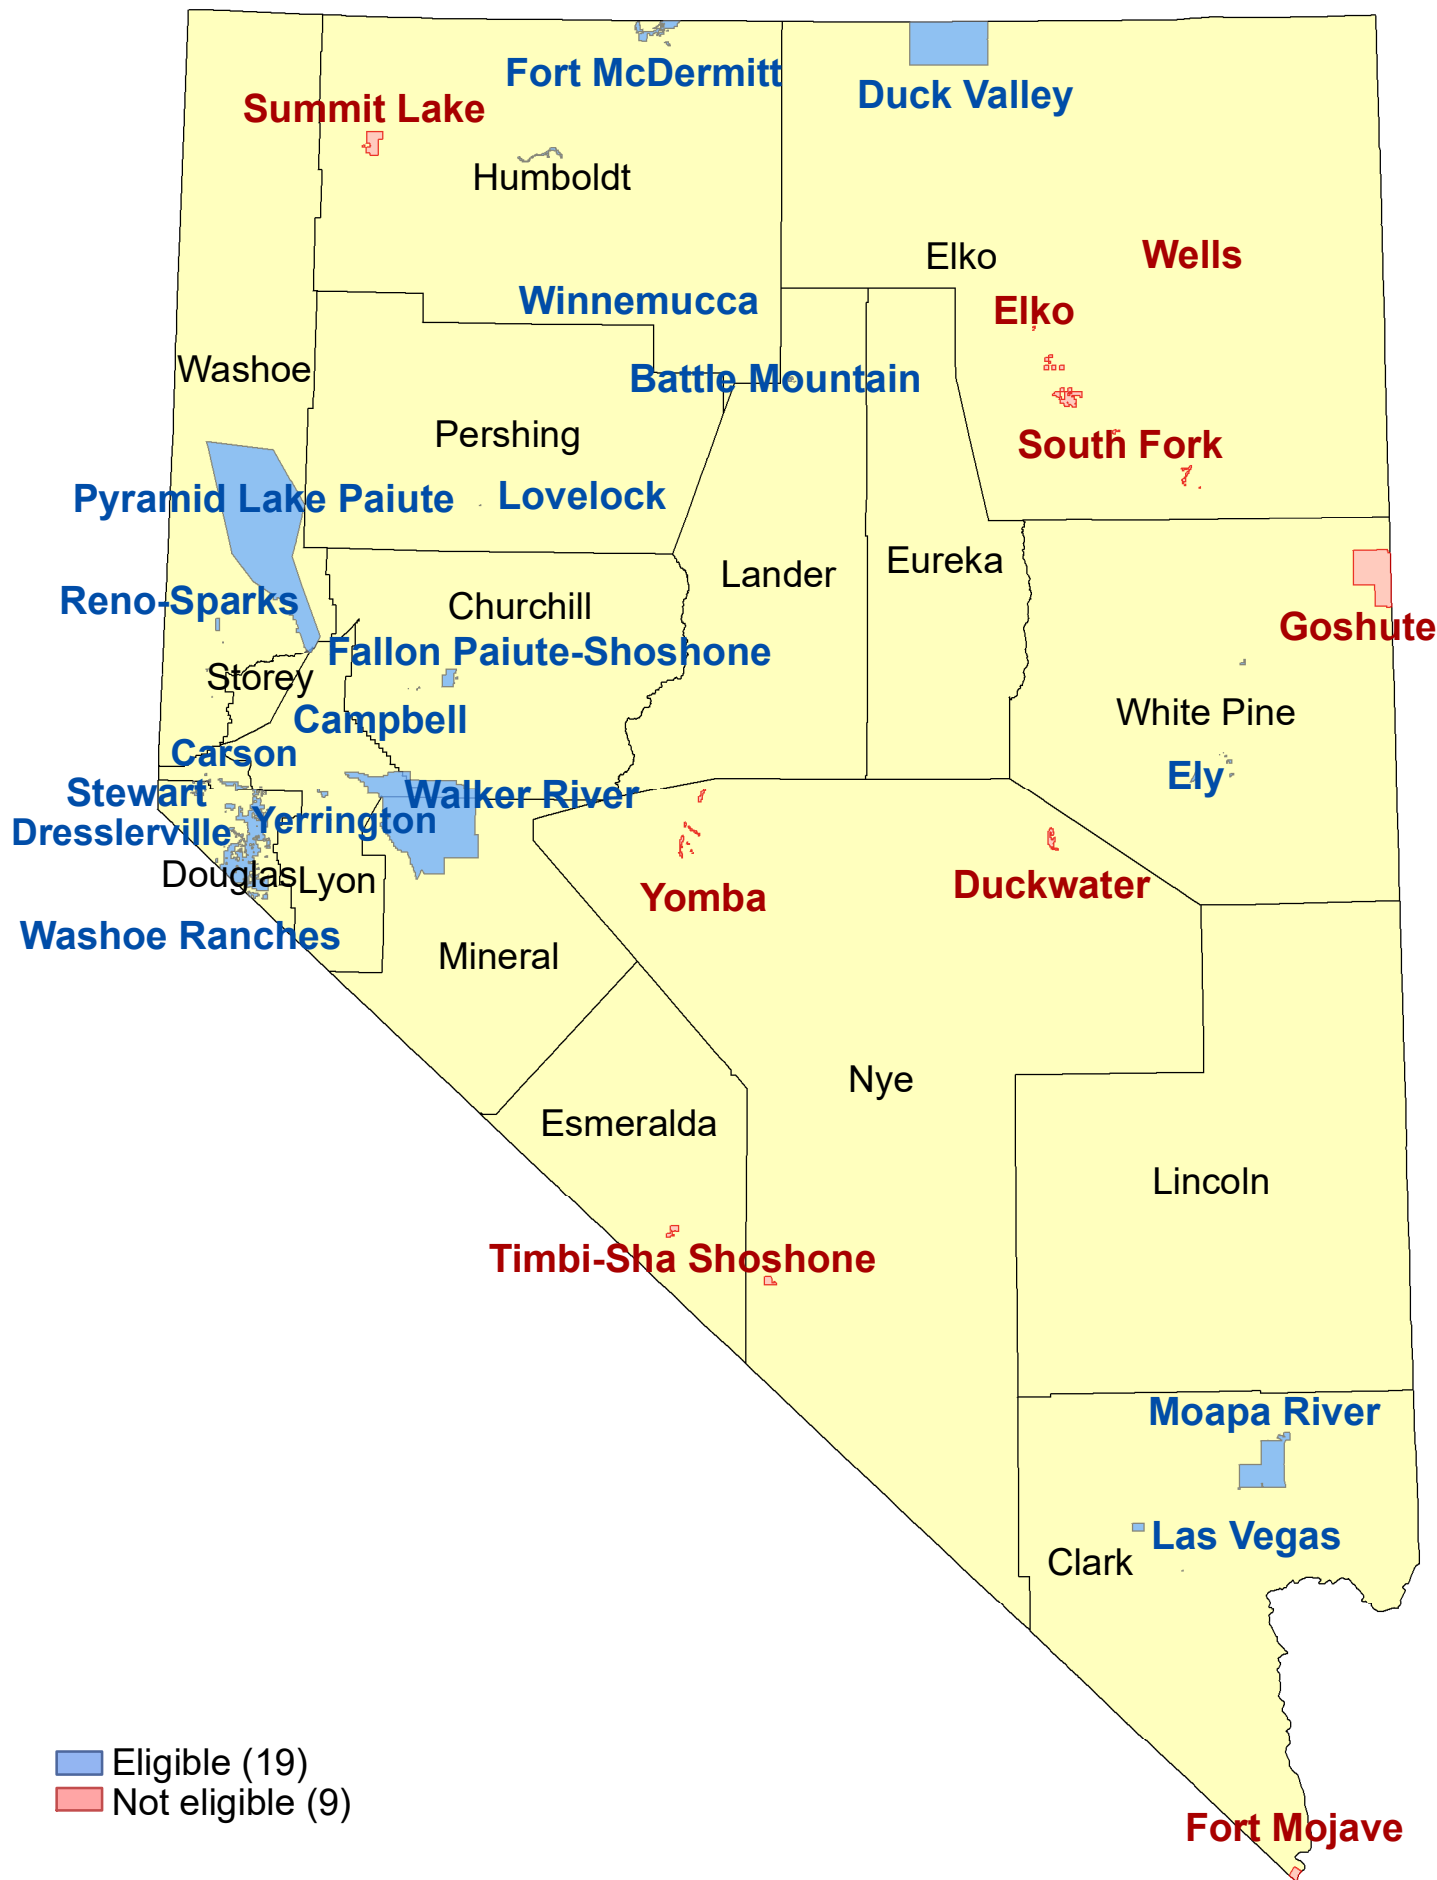 Fort McDermitt
Duck Valley
Summit Lake
Humboldt
Elko
Wells
Winnemucca
Elko
Washoe
Battle Mountain
Pershing
South Fork
Pyramid Lake Paiute
Lovelock
Lander
Eureka
Reno-Sparks
Churchill
Goshute
Fallon Paiute-Shoshone
Storey
Campbell
White Pine
Carson
Ely
Stewart
Walker River
Yerrington
Dresslerville
Douglas
Lyon
Yomba
Duckwater
Washoe Ranches
Mineral
Nye
Esmeralda
Lincoln
Timbi-Sha Shoshone
Moapa River
Las Vegas
Clark
Eligible (19)
Not eligible (9)
Fort Mojave